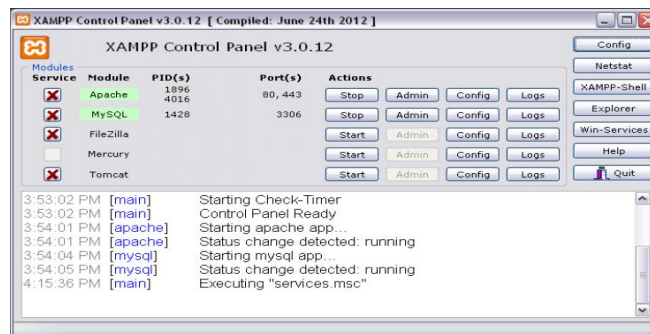 XAMPP Control Panel v3.0.12 [ Compiled: June 24th 2012 ]
XAMPP Control Panel v3.0.12
Config
Modules
Netstat
Service Module PID(s) Port(s) Actions
Apache 1896 4016 80, 443 Stop Admin Config Logs
XAMPP-Shell
MySQL 1428 3306 Stop Admin Config Logs
Explorer
FileZilla Start Admin Config Logs
Win-Services
Mercury Start Admin Config Logs
Help
Tomcat Start Admin Config Logs
Quit
3:53:02 PM [main] Starting Check-Timer
3:53:02 PM [main] Control Panel Ready
3:54:01 PM [apache] Starting apache app...
3:54:01 PM [apache] Status change detected: running
3:54:04 PM [mysql] Starting mysql app...
3:54:05 PM [mysql] Status change detected: running
4:15:36 PM [main] Executing "services.msc"